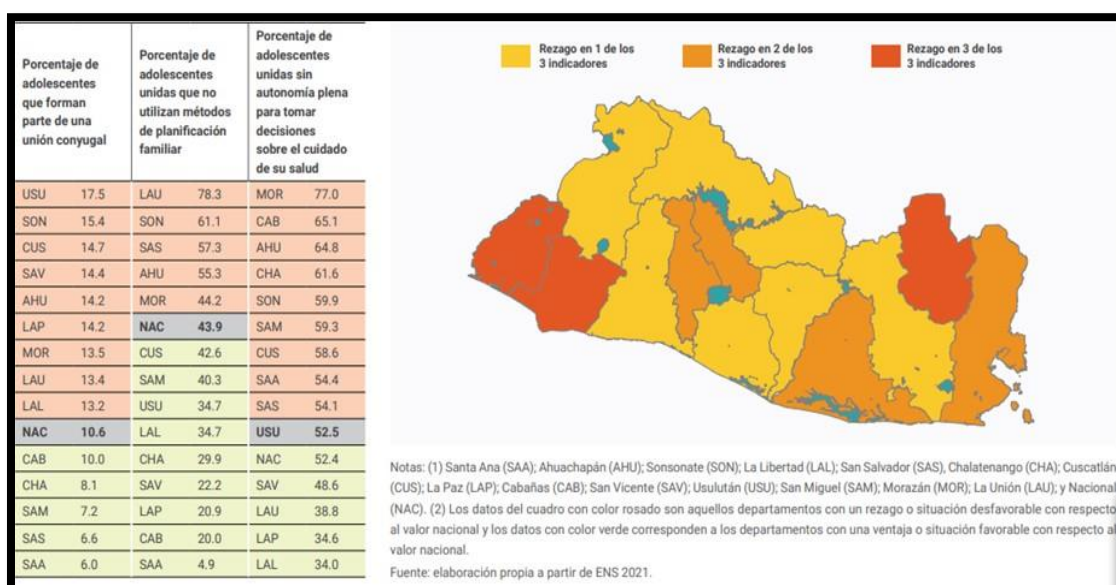 Porcentaje de
adolescentes
que forman
parte de una
unión conyugal
Porcentaje de
adolescentes
unidas que no
utilizan métodos
de planificación
familiar
Porcentaje de
adolescentes
unidas sin
autonomía plena
para tomar
decisiones
sobre el cuidado
de su salud
USU 17.5 LAU 78.3 MOR 77.0
SON 15.4 SON 61.1 CAB 65.1
CUS 14.7 SAS 57.3 AHU 64.8
SAV 14.4 AHU 55.3 CHA 61.6
AHU 14.2 MOR 44.2 SON 59.9
LAP 14.2 NAC 43.9 SAM 59.3
MOR 13.5 CUS 42.6 CUS 58.6
LAU 13.4 SAM 40.3 SAA 54.4
LAL 13.2 USU 34.7 SAS 54.1
NAC 10.6 LAL 34.7 USU 52.5
CAB 10.0 CHA 29.9 NAC 52.4
CHA 8.1 SAV 22.2 SAV 48.6
SAM 7.2 LAP 20.9 LAU 38.8
SAS 6.6 CAB 20.0 LAP 34.6
SAA 6.0 SAA 4.9 LAL 34.0
Rezago en 1 de los
3 indicadores
Rezago en 2 de los
3 indicadores
Rezago en 3 de los
3 indicadores
Notas: (1) Santa Ana (SAA); Ahuachapán (AHU); Sonsonate (SON); La Libertad (LAL); San Salvador (SAS), Chalatenango (CHA); Cuscatlán
(CUS); La Paz (LAP); Cabañas (CAB); San Vicente (SAV); Usulután (USU); San Miguel (SAM); Morazán (MOR); La Unión (LAU); y Nacional
(NAC). (2) Los datos del cuadro con color rosado son aquellos departamentos con un rezago o situación desfavorable con respecto
al valor nacional y los datos con color verde corresponden a los departamentos con una ventaja o situación favorable con respecto al
valor nacional.
Fuente: elaboración propia a partir de ENS 2021.